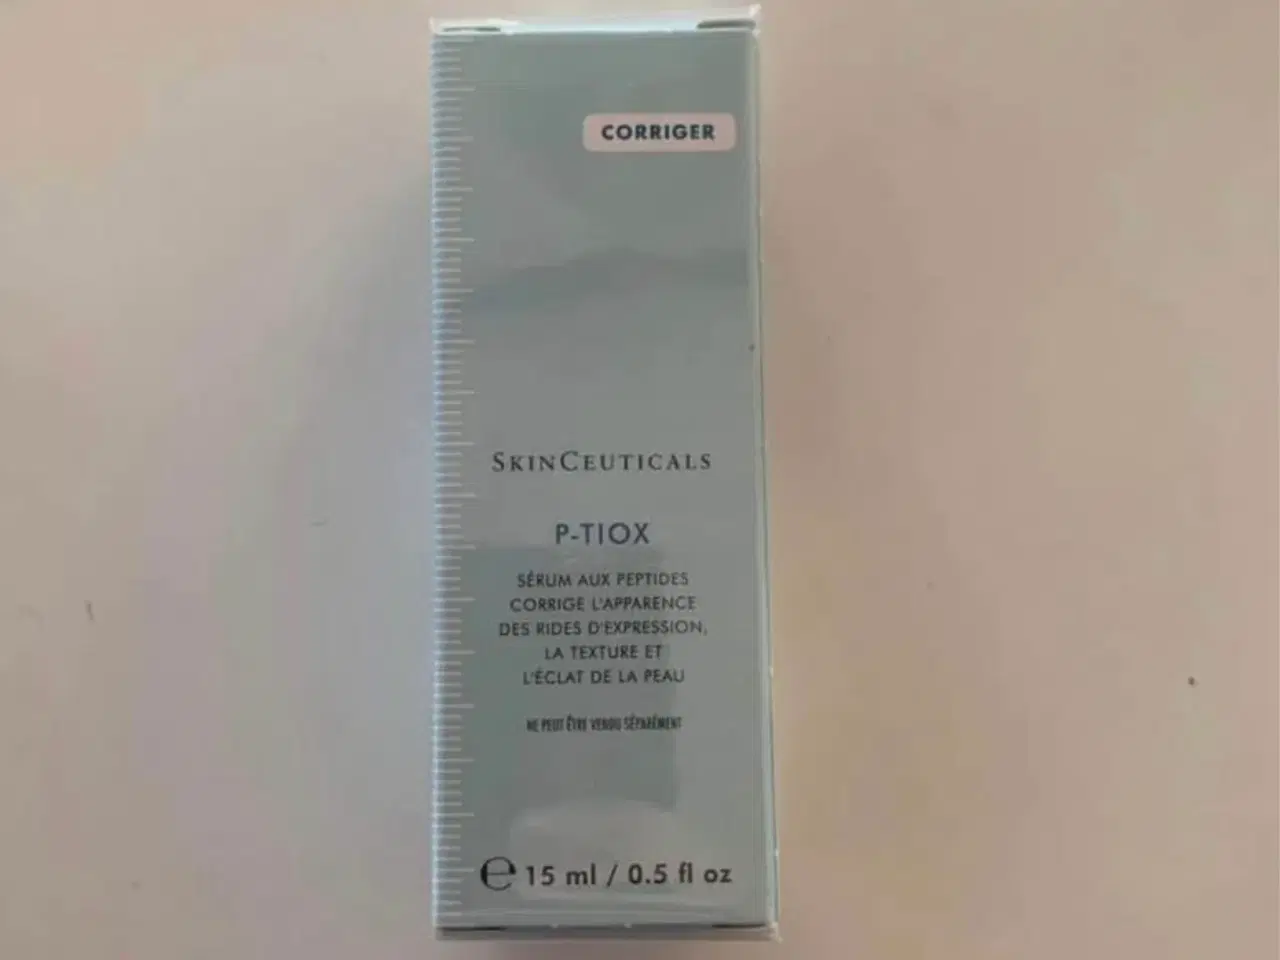 CORRIGER
SKINCEUTICALS
P-TIOX
SÉRUM AUX PEPTIDES
CORRIGE L'APPARENCE
DES RIDES D'EXPRESSION,
LA TEXTURE ET
L'ÉCLAT DE LA PEAU
NE PEUT ÊTRE VENDU SÉPARÉMENT
℮ 15 ml / 0.5 fl oz